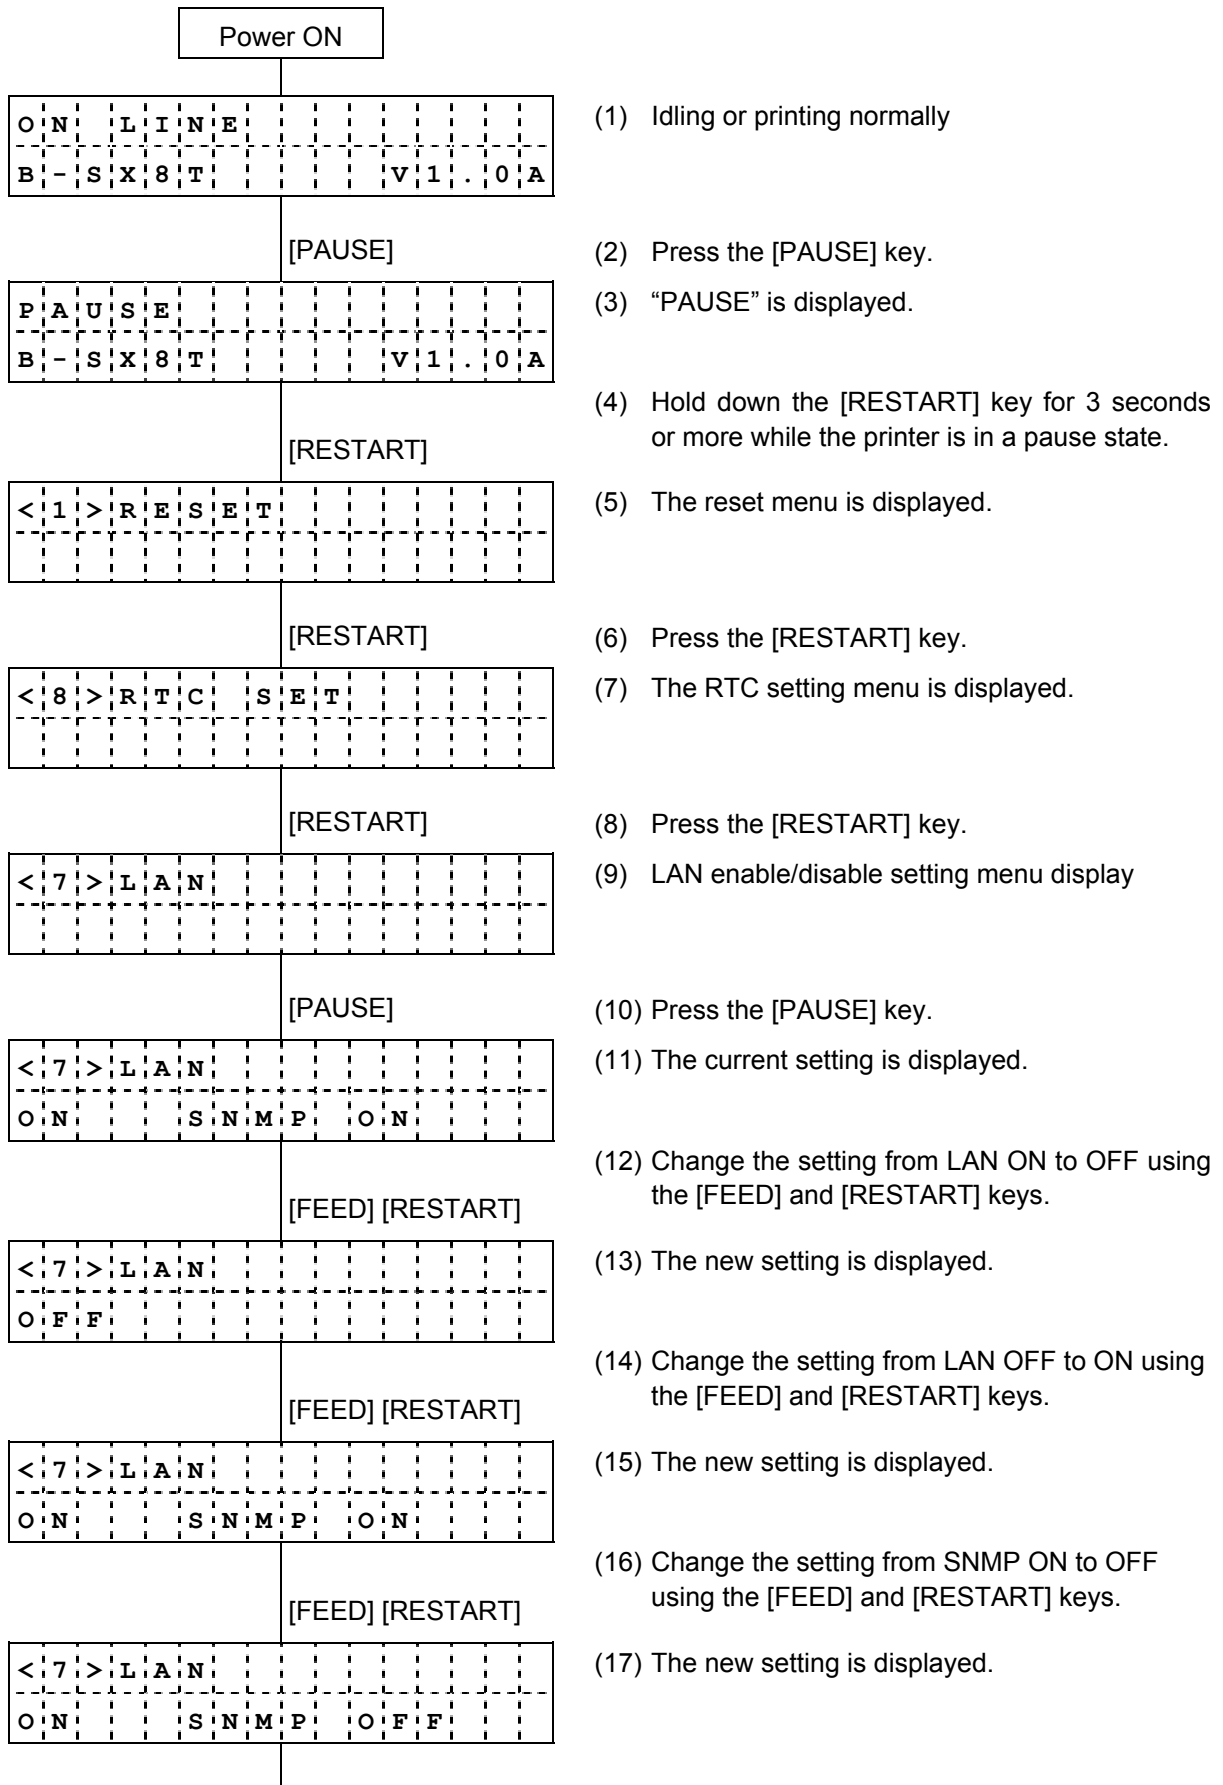 Power ON
ON LINE
B-SX8T V1.0A
(1) Idling or printing normally
[PAUSE]
(2) Press the [PAUSE] key.
PAUSE
B-SX8T V1.0A
(3) “PAUSE” is displayed.
[RESTART]
(4) Hold down the [RESTART] key for 3 seconds
or more while the printer is in a pause state.
<1>RESET
(5) The reset menu is displayed.
[RESTART]
(6) Press the [RESTART] key.
<8>RTC SET
(7) The RTC setting menu is displayed.
[RESTART]
(8) Press the [RESTART] key.
<7>LAN
(9) LAN enable/disable setting menu display
[PAUSE]
(10) Press the [PAUSE] key.
<7>LAN
ON SNMP ON
(11) The current setting is displayed.
[FEED] [RESTART]
(12) Change the setting from LAN ON to OFF using
the [FEED] and [RESTART] keys.
<7>LAN
OFF
(13) The new setting is displayed.
[FEED] [RESTART]
(14) Change the setting from LAN OFF to ON using
the [FEED] and [RESTART] keys.
<7>LAN
ON SNMP ON
(15) The new setting is displayed.
[FEED] [RESTART]
(16) Change the setting from SNMP ON to OFF
using the [FEED] and [RESTART] keys.
<7>LAN
ON SNMP OFF
(17) The new setting is displayed.